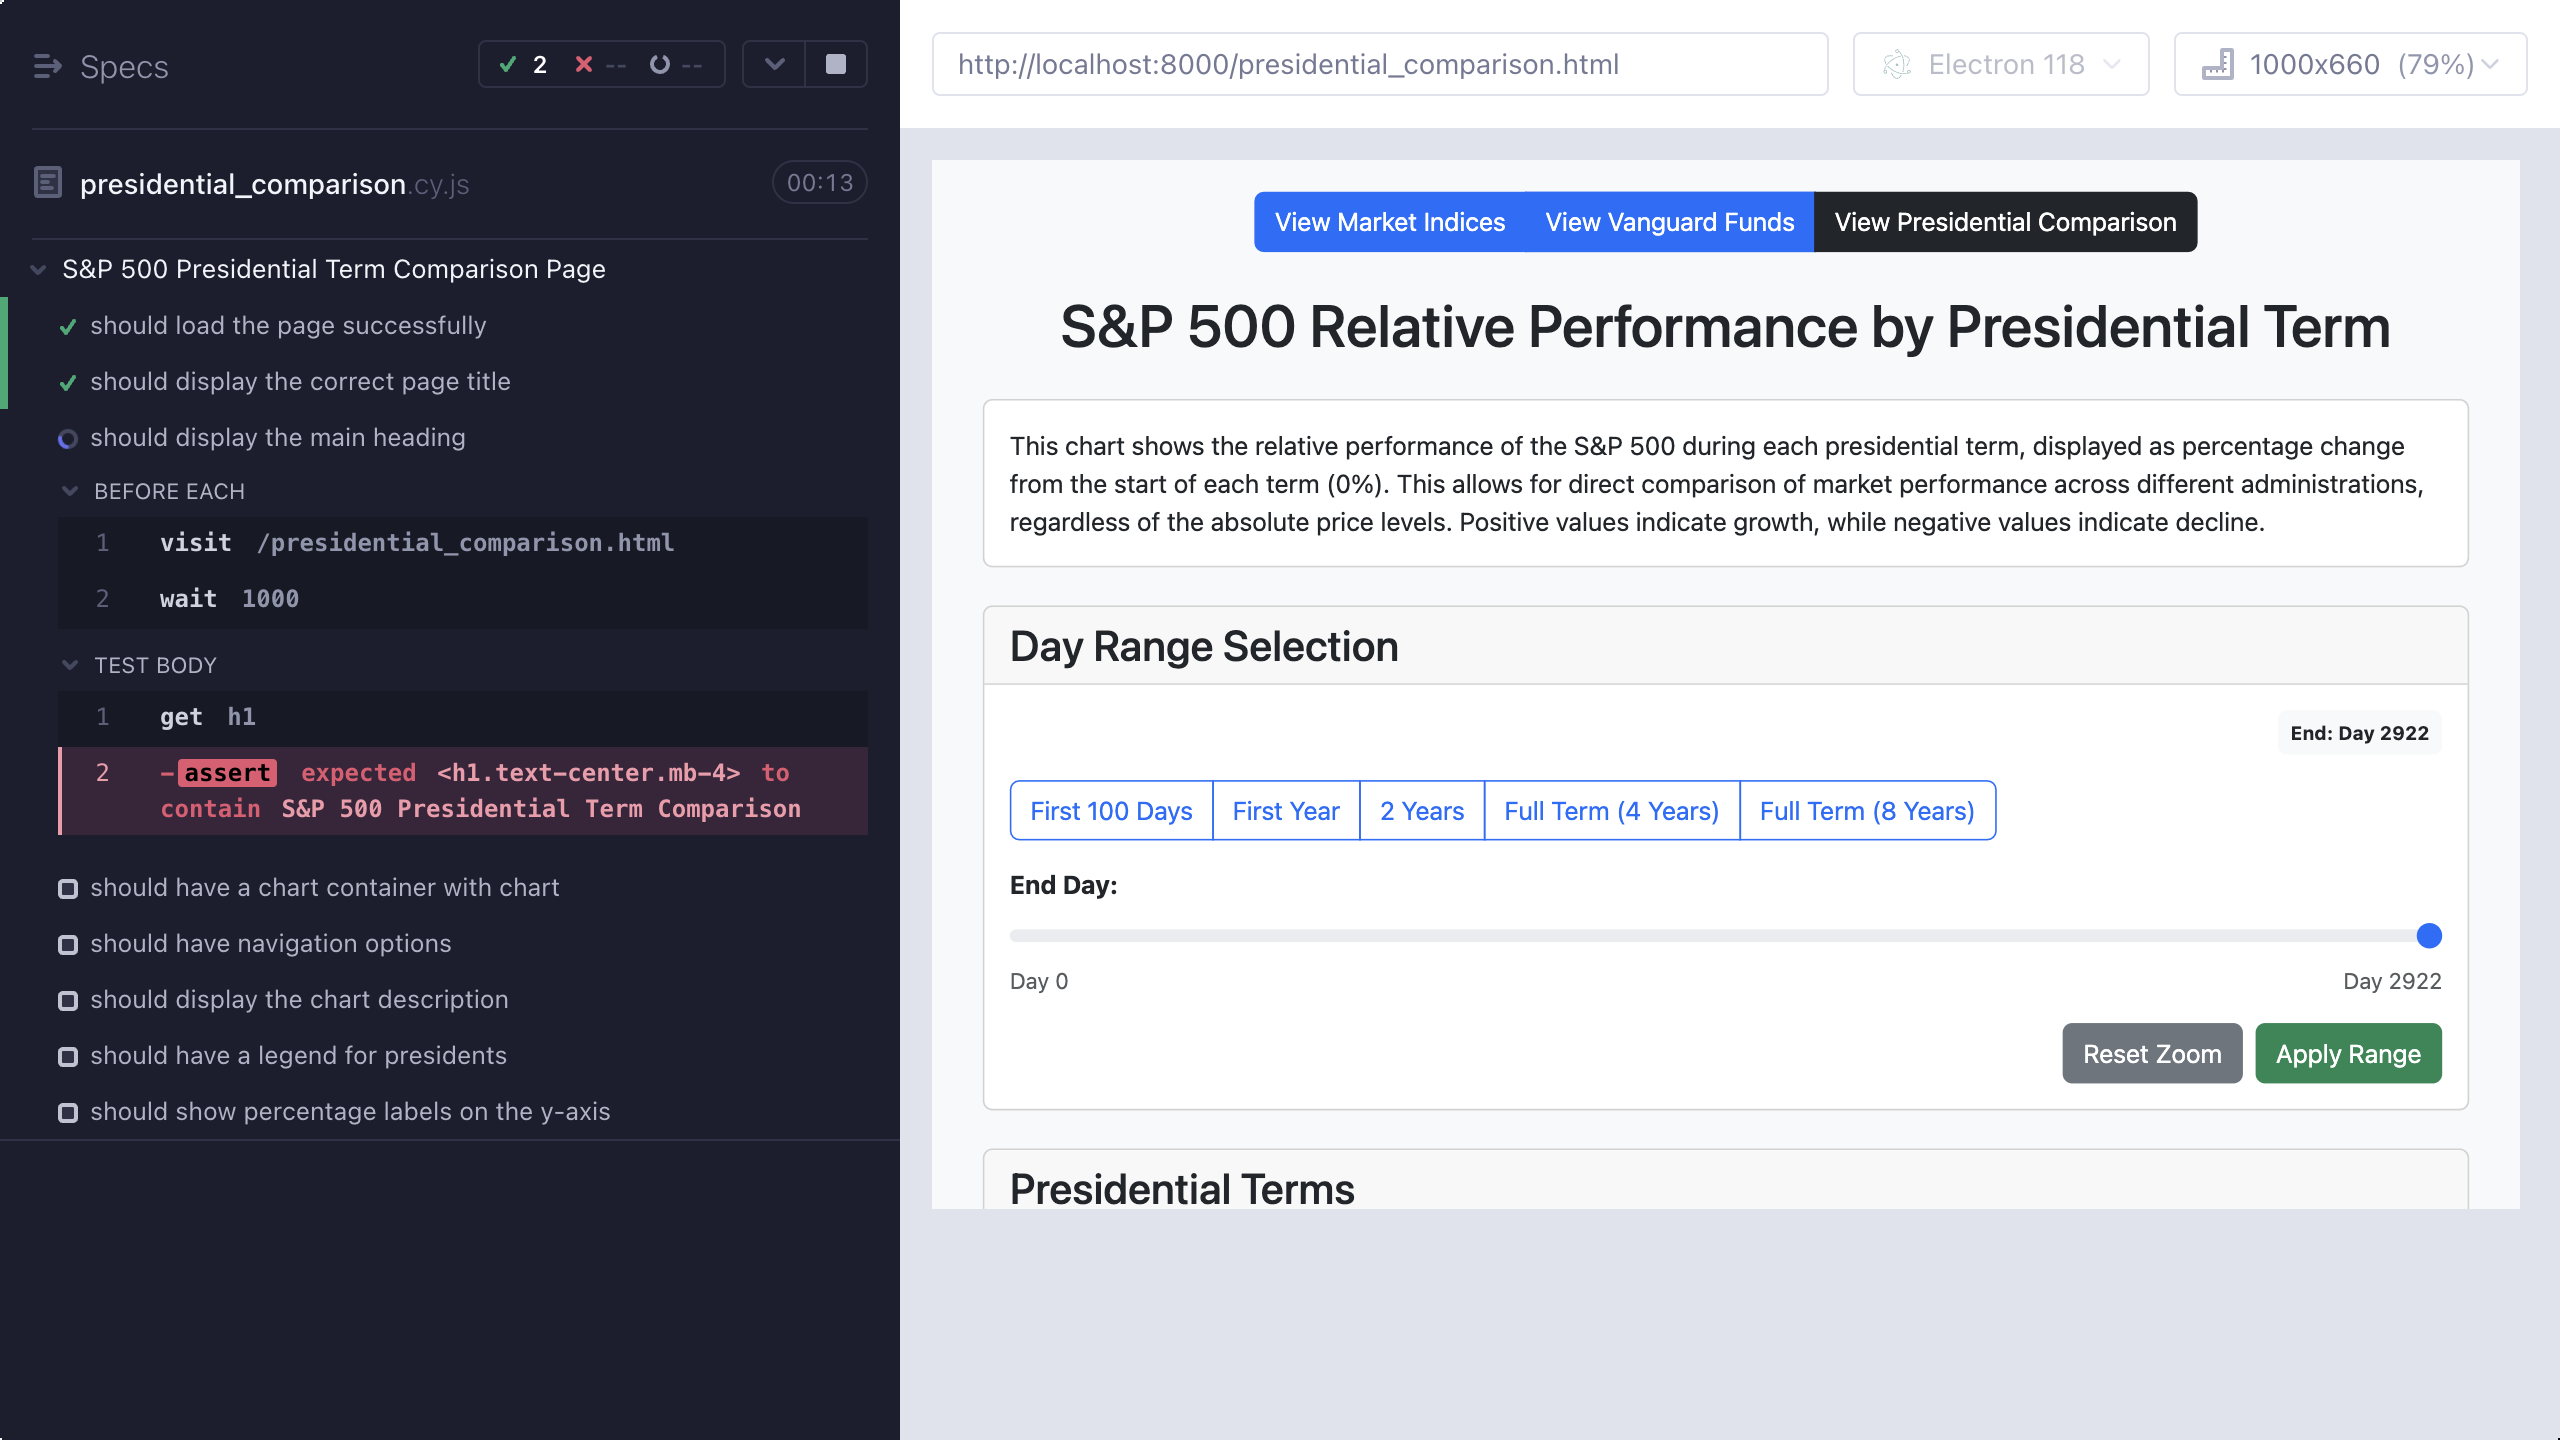 Specs
2 -- --
presidential_comparison.cy.js
00:13
S&P 500 Presidential Term Comparison Page
should load the page successfully
should display the correct page title
should display the main heading
BEFORE EACH
1 visit /presidential_comparison.html
2 wait 1000
TEST BODY
1 get h1
2 -assert expected <h1.text-center.mb-4> to
contain S&P 500 Presidential Term Comparison
should have a chart container with chart
should have navigation options
should display the chart description
should have a legend for presidents
should show percentage labels on the y-axis
http://localhost:8000/presidential_comparison.html
Electron 118
1000x660 (79%)
View Market Indices View Vanguard Funds View Presidential Comparison
S&P 500 Relative Performance by Presidential Term
This chart shows the relative performance of the S&P 500 during each presidential term, displayed as percentage change
from the start of each term (0%). This allows for direct comparison of market performance across different administrations,
regardless of the absolute price levels. Positive values indicate growth, while negative values indicate decline.
Day Range Selection
End: Day 2922
First 100 Days First Year 2 Years Full Term (4 Years) Full Term (8 Years)
End Day:
Day 0 Day 2922
Reset Zoom Apply Range
Presidential Terms